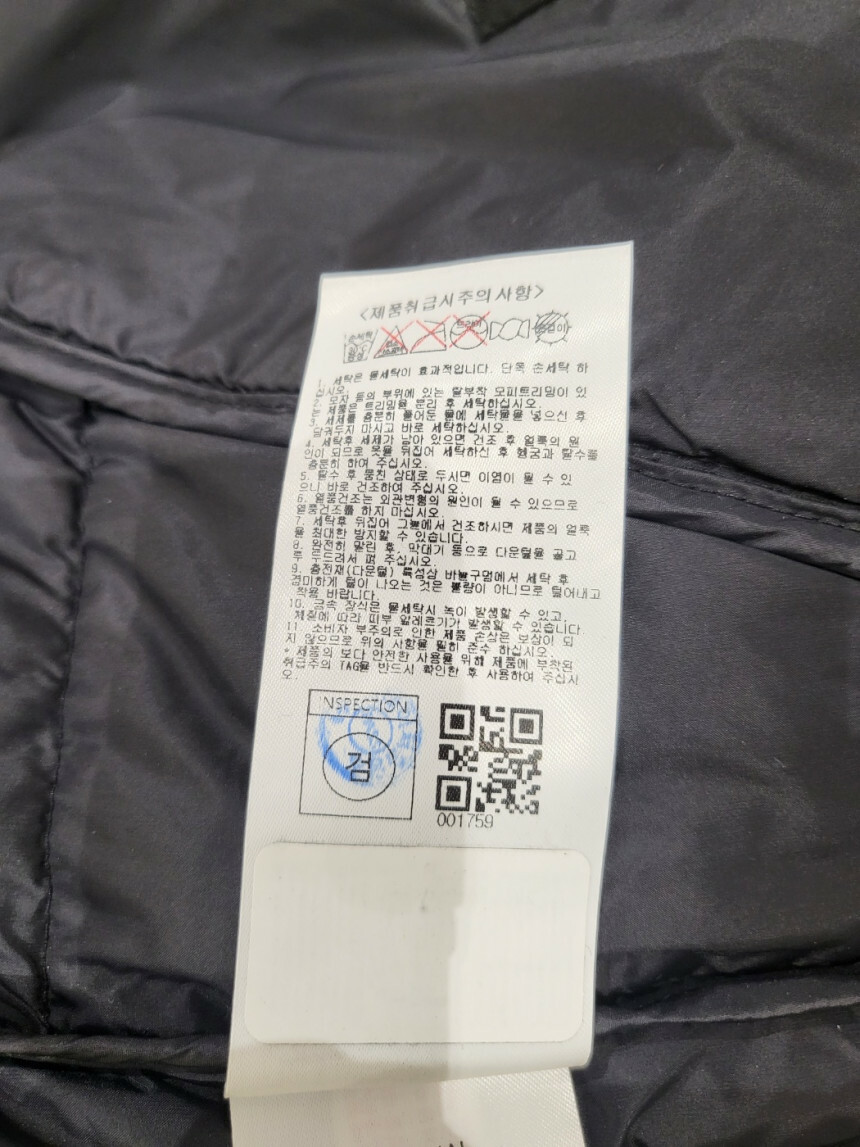 <제품취급시주의사항>
손세탁
드라이
1. 세탁은 물세탁이 효과적입니다. 단독 손세탁 하
십시오.
2. 모자 등의 부위에 있는 탈부착 모피트리밍이 있
는 제품은 트리밍을 분리 후 세탁하십시오.
3. 세제를 충분히 풀어둔 물에 세탁물을 넣으신 후
담궈두지 마시고 바로 세탁하십시오.
4. 세탁후 세제가 남아 있으면 건조 후 얼룩의 원
인이 되므로 옷을 뒤집어 세탁하신 후 헹굼과 탈수를
충분히 하여 주십시오.
5. 탈수 후 뭉친 상태로 두시면 이염이 될 수 있
으니 바로 건조하여 주십시오.
6. 열풍건조는 외관변형의 원인이 될 수 있으므로
열풍건조를 하지 마십시오.
7. 세탁후 뒤집어 그늘에서 건조하시면 제품의 얼룩
을 최대한 방지할 수 있습니다.
8. 완전히 말린 후, 막대기 등으로 다운털을 골고
루 두드려서 펴 주십시오.
9. 충전재(다운털) 특성상 바늘구멍에서 세탁 후
경미하게 털이 나오는 것은 불량이 아니므로 털어내고
착용 바랍니다.
10. 금속 장식은 물세탁시 녹이 발생할 수 있고,
체질에 따라 피부 알레르기가 발생할 수 있습니다
11. 소비자 부주의로 인한 제품 손상은 보상이 되
지 않으므로 위의 사항을 필히 준수 하십시오.
* 제품의 보다 안전한 사용을 위해 제품에 부착된
취급주의 TAG을 반드시 확인한 후 사용하여 주십시
오.
INSPECTION
검
001759